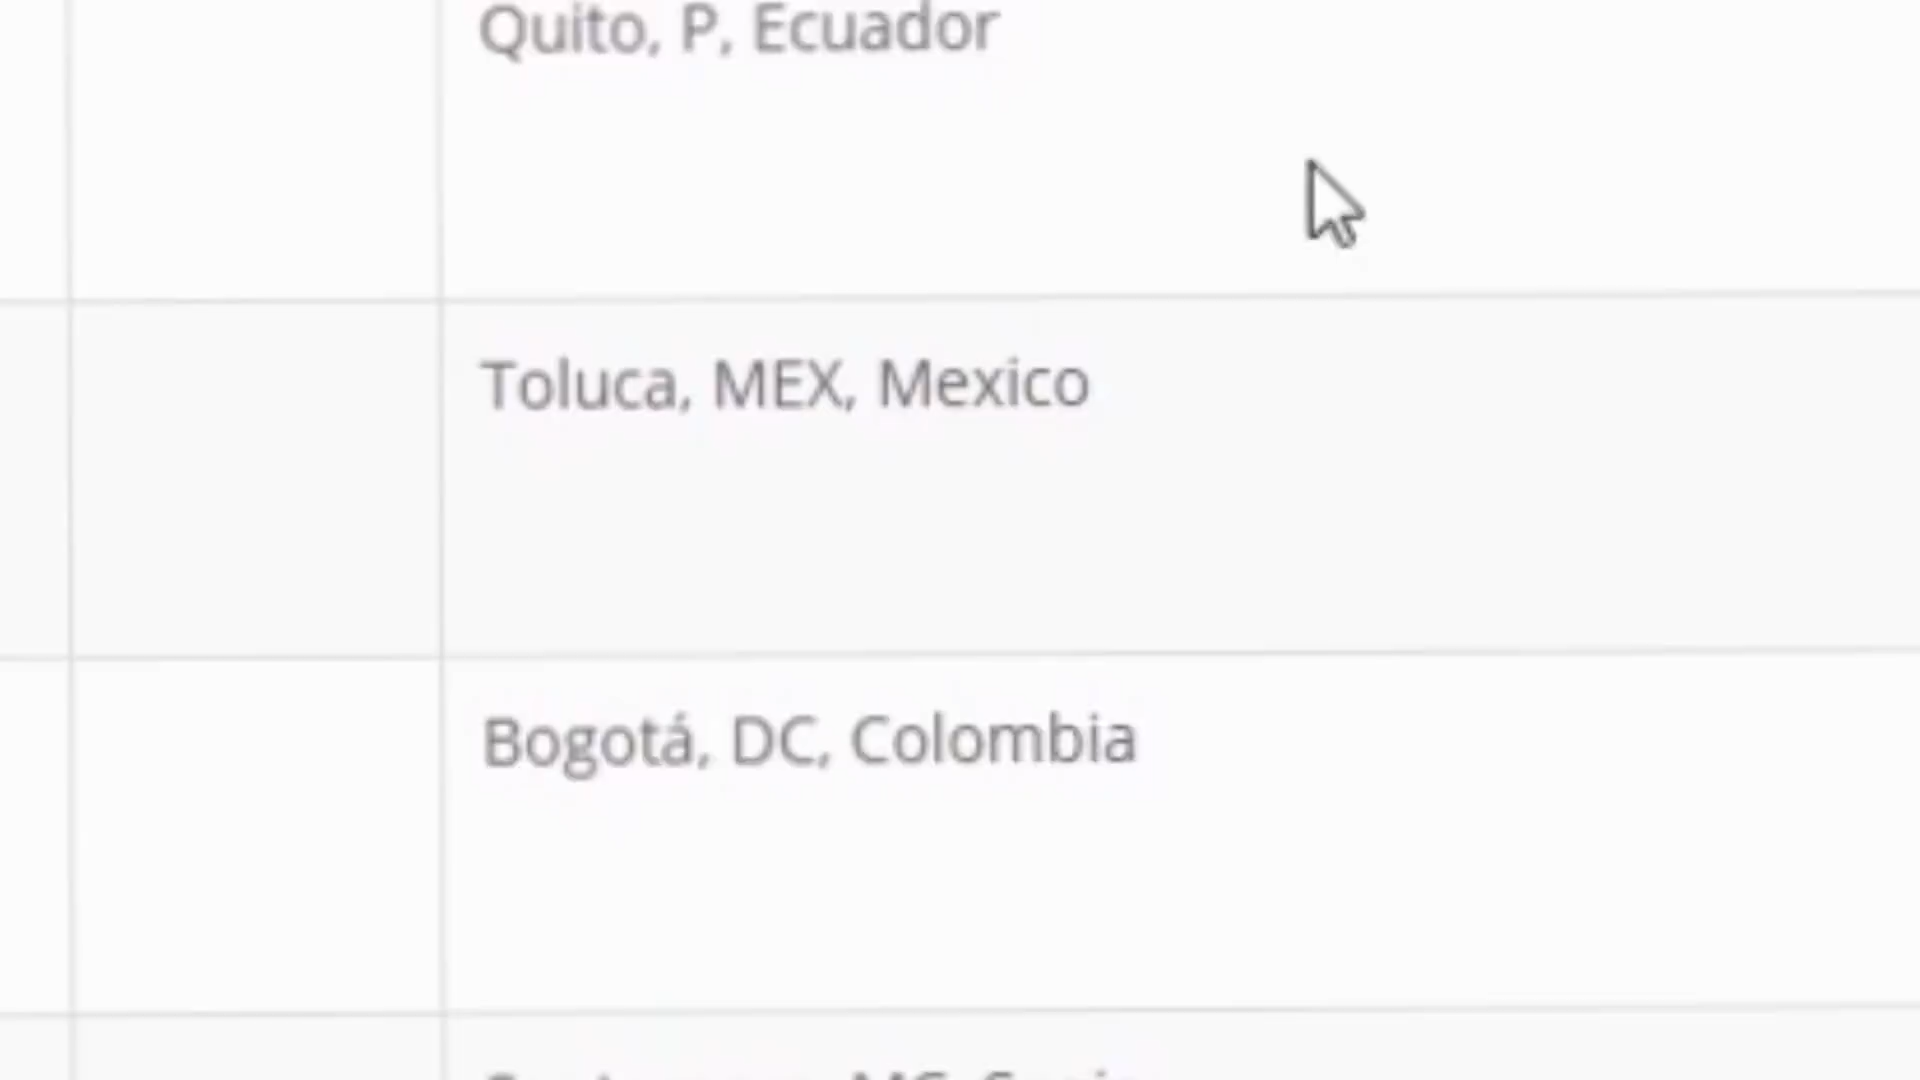 Quito, P, Ecuador
Toluca, MEX, Mexico
Bogotá, DC, Colombia